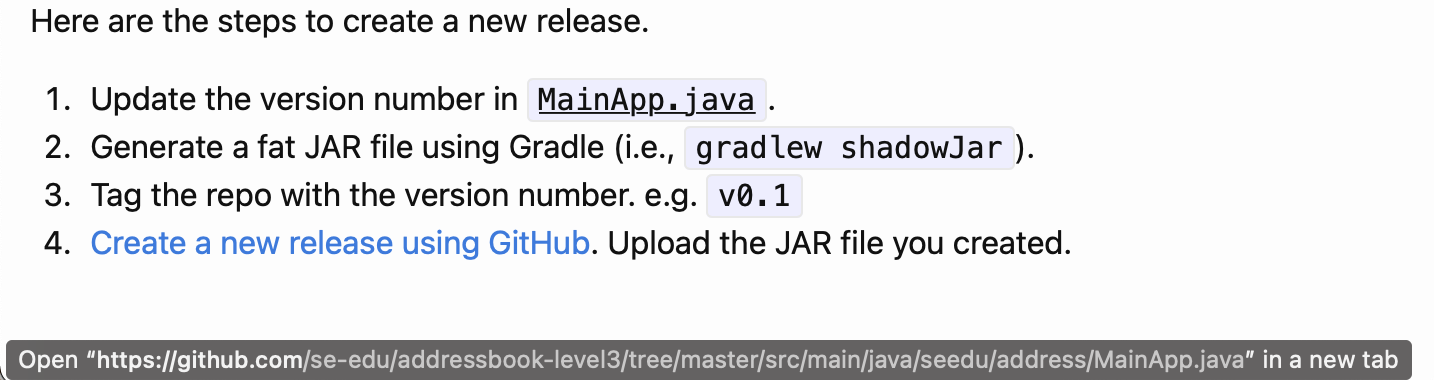 Here are the steps to create a new release.
1. Update the version number in MainApp.java .
2. Generate a fat JAR file using Gradle (i.e., gradlew shadowJar ).
3. Tag the repo with the version number. e.g. v0.1
4. Create a new release using GitHub. Upload the JAR file you created.
Open “https://github.com/se-edu/addressbook-level3/tree/master/src/main/java/seedu/address/MainApp.java” in a new tab